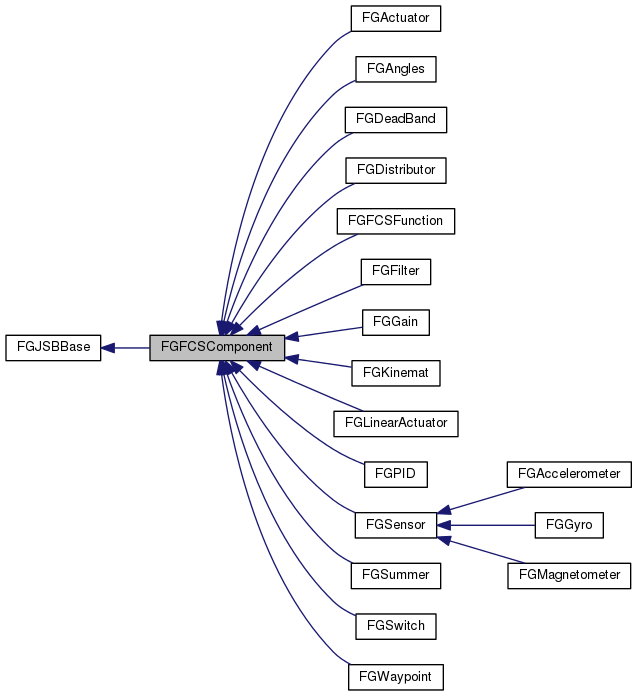 FGActuator
FGAngles
FGDeadBand
FGDistributor
FGFCSFunction
FGFilter
FGGain
FGJSBBase
FGFCSComponent
FGKinemat
FGLinearActuator
FGPID
FGAccelerometer
FGSensor
FGGyro
FGSummer
FGMagnetometer
FGSwitch
FGWaypoint